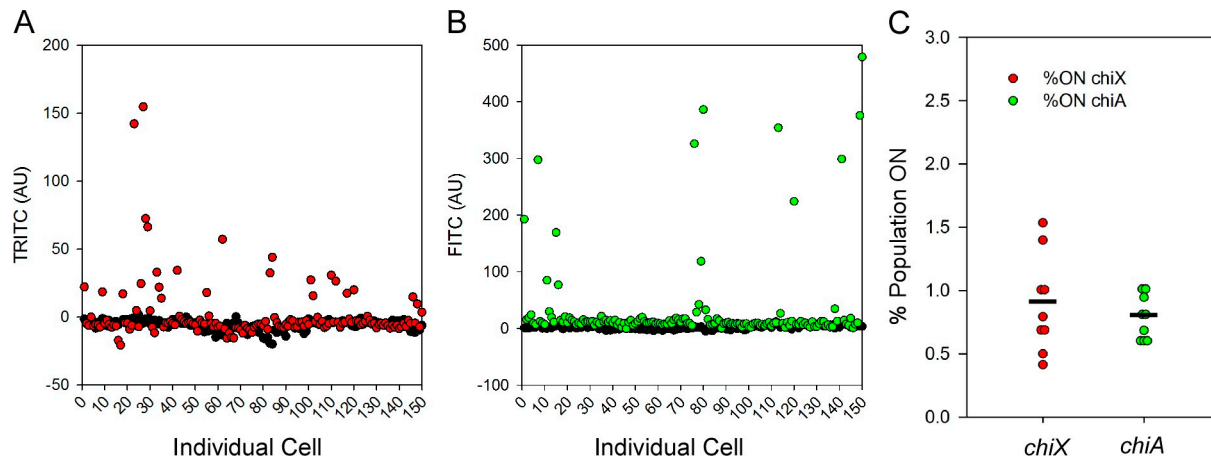 A
TRITC (AU)
200
150
100
50
0
-50
0 10 20 30 40 50 60 70 80 90 100 110 120 130 140 150
Individual Cell
B
FITC (AU)
500
400
300
200
100
0
-100
0 10 20 30 40 50 60 70 80 90 100 110 120 130 140 150
Individual Cell
C
% Population ON
3.0
2.5
2.0
1.5
1.0
0.5
0.0
%ON chiX
%ON chiA
chiX chiA